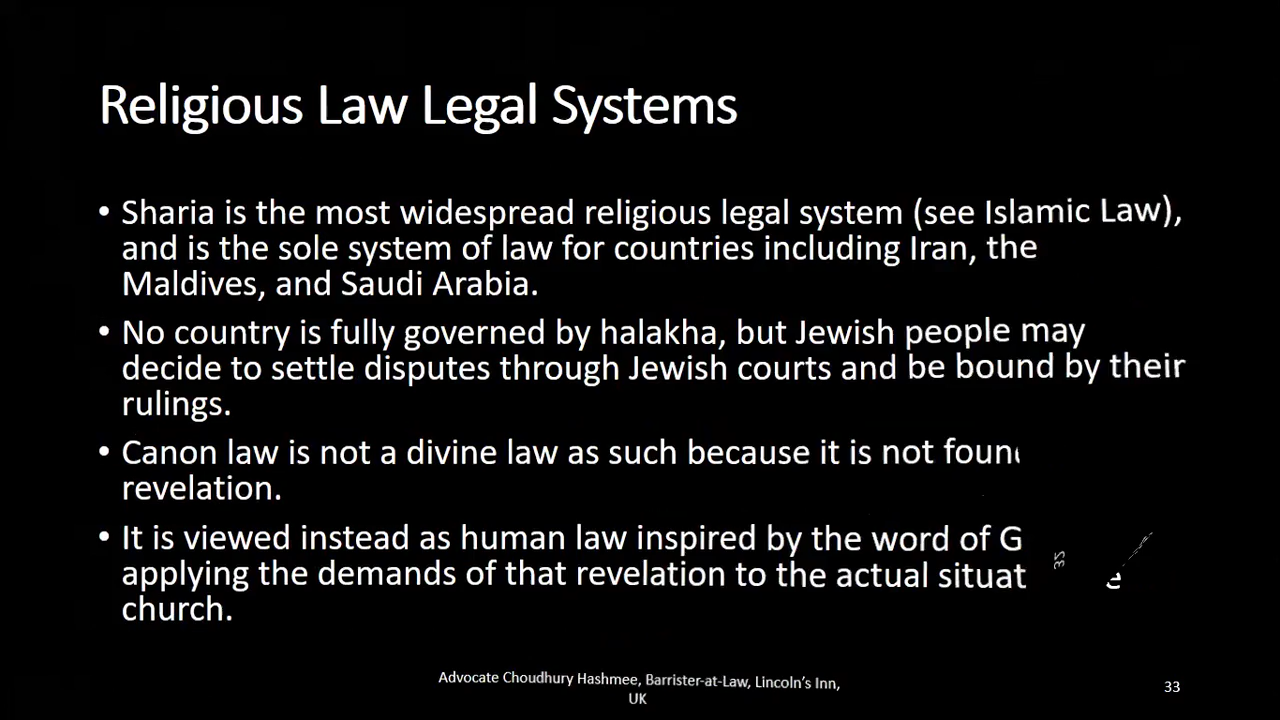 Religious Law Legal Systems
• Sharia is the most widespread religious legal system (see Islamic Law),
and is the sole system of law for countries including Iran, the
Maldives, and Saudi Arabia.
• No country is fully governed by halakha, but Jewish people may
decide to settle disputes through Jewish courts and be bound by their
rulings.
• Canon law is not a divine law as such because it is not
revelation.
• It is viewed instead as human law inspired by the word of
applying the demands of that revelation to the actual
church.
Advocate Choudhury Hashmee, Barrister-at-Law, Lincoln's Inn,
UK
33